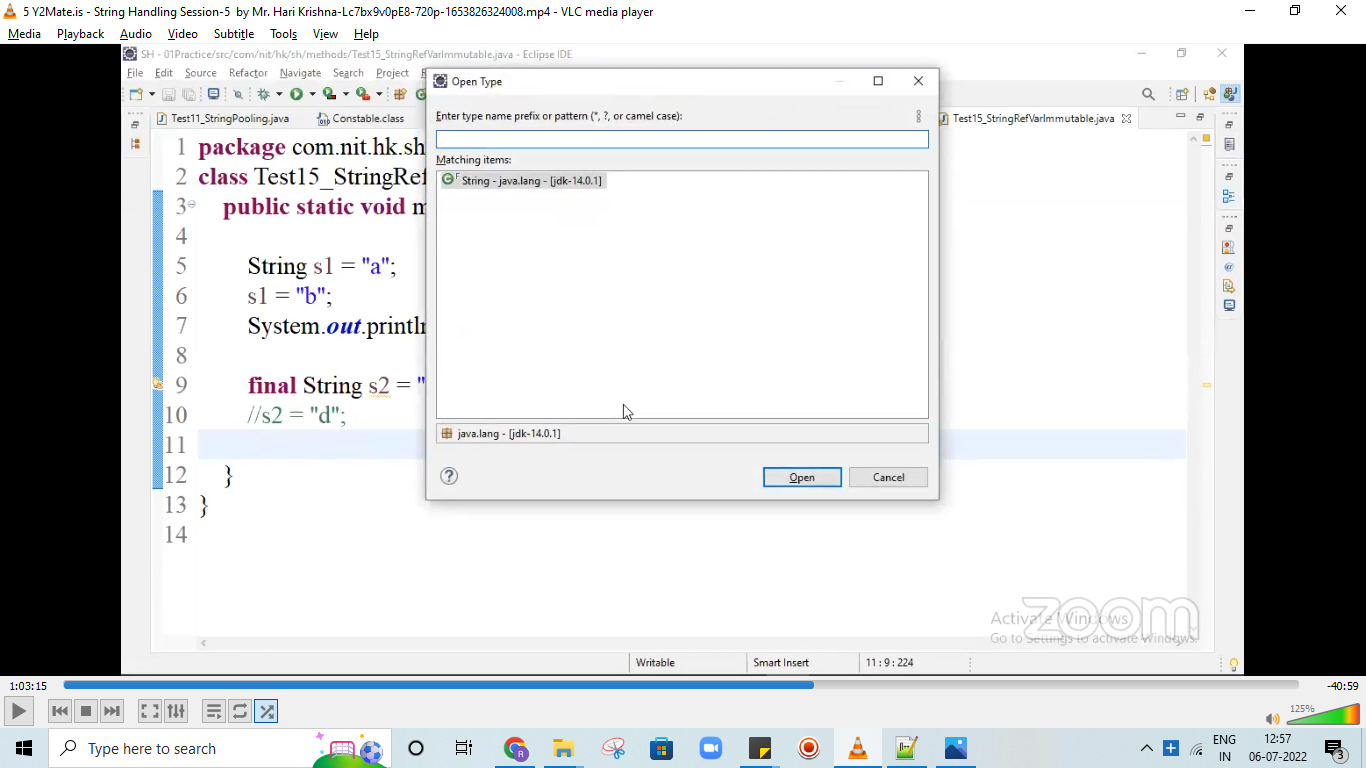 5 Y2Mate.is - String Handling Session-5 by Mr. Hari Krishna-Lc7bx9v0pE8-720p-1653826324008.mp4 - VLC media player
Media Playback Audio Video Subtitle Tools View Help
SH - 01Practice/src/com/nit/hk/sh/methods/Test15_StringRefVarImmutable.java - Eclipse IDE
File Edit Source Refactor Navigate Search Project
Open Type
Test11_StringPooling.java Constable.class Test15_StringRefVarImmutable.java
Enter type name prefix or pattern (*, ?, or camel case):
Matching items:
String - java.lang - [jdk-14.0.1]
java.lang - [jdk-14.0.1]
Open Cancel
1 package com.nit.hk.sh
2 class Test15_StringRef
3 public static void m
4
5 String s1 = "a";
6 s1 = "b";
7 System.out.println
8
9 final String s2 = "
10 //s2 = "d";
11
12 }
13 }
14
zoom
Activate Windows
Go to Settings to activate Windows.
Writable Smart Insert 11 : 9 : 224
1:03:15 -40:59
125%
Type here to search
ENG
IN
12:57
06-07-2022
3